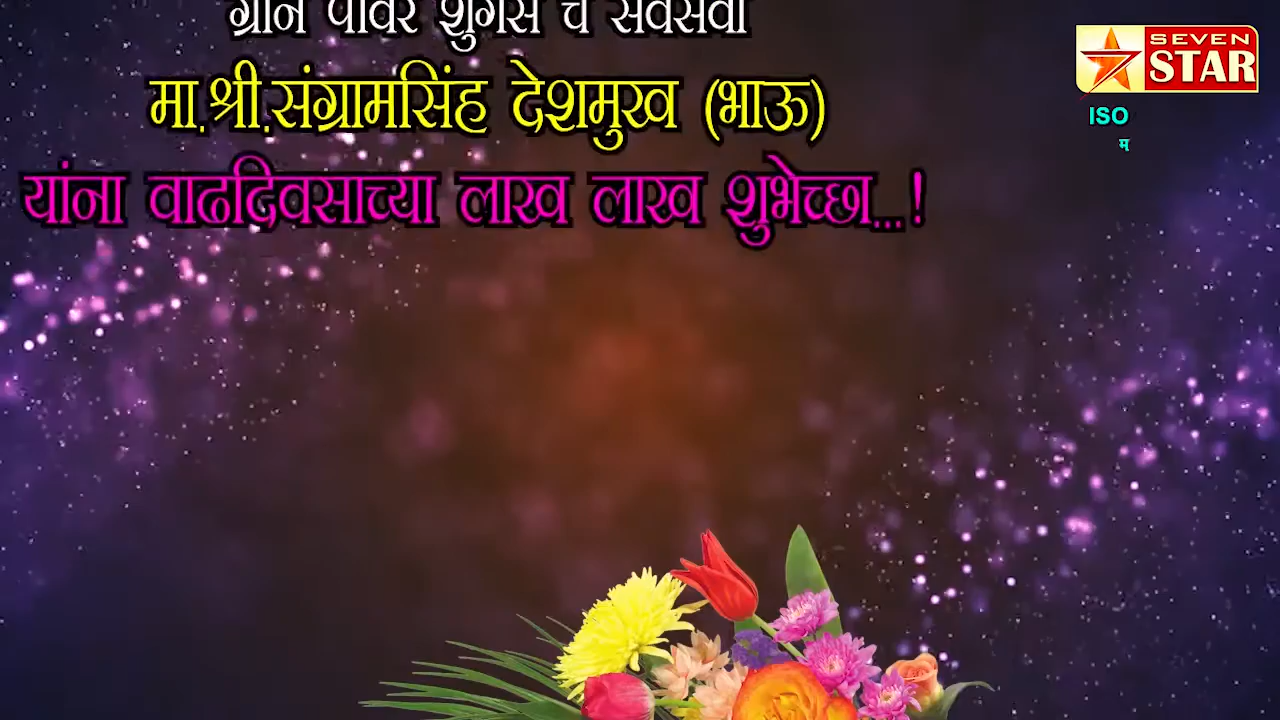 ग्रीन पॉवर शुगर्स चे सर्वेसर्वा
मा.श्री.संग्रामसिंह देशमुख (भाऊ)
यांना वाढदिवसाच्या लाख लाख शुभेच्छा...!
SEVEN
STAR
ISO
म